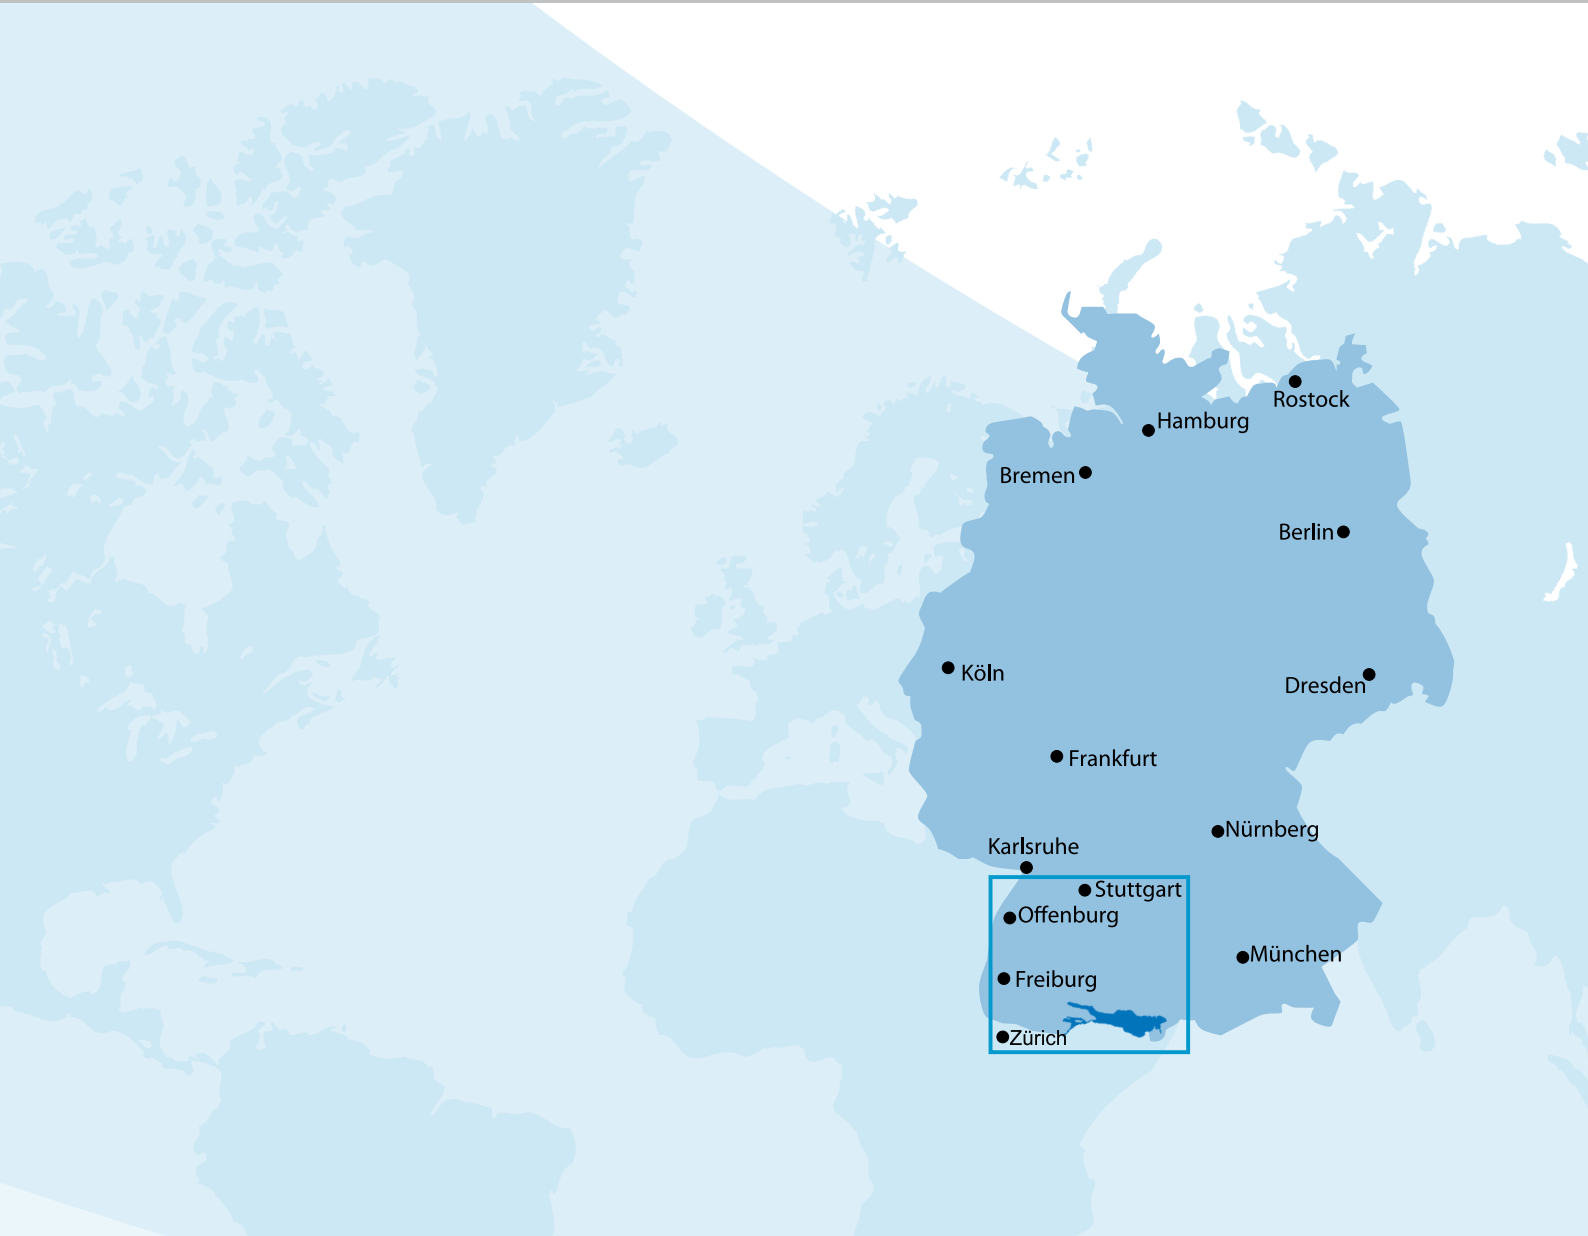 Rostock
Hamburg
Bremen
Berlin
Köln
Dresden
Frankfurt
Nürnberg
Karlsruhe
Stuttgart
Offenburg
München
Freiburg
Zürich